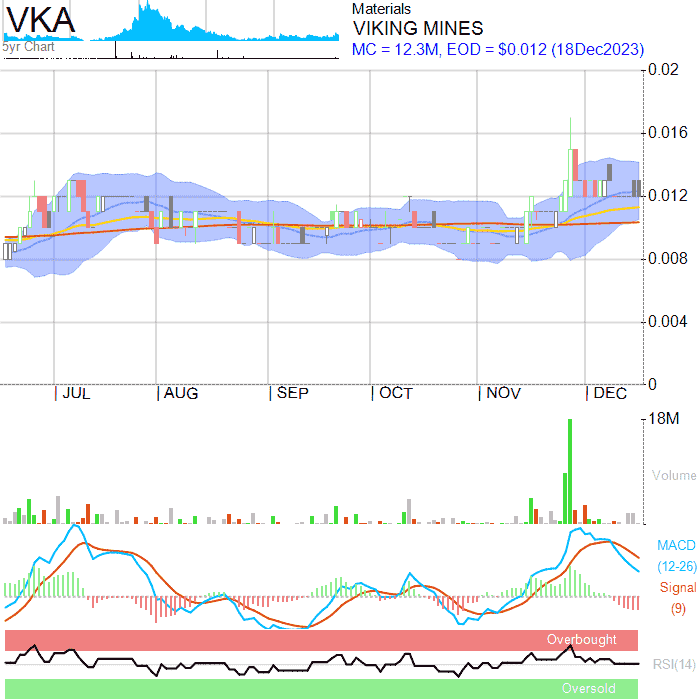 VKA
5yr Chart
Materials
VIKING MINES
MC = 12.3M, EOD = $0.012 (18Dec2023)
0.02
0.016
0.012
0.008
0.004
0
JUL AUG SEP OCT NOV DEC
18M
Volume
MACD
(12-26)
Signal
(9)
Overbought
RSI(14)
Oversold